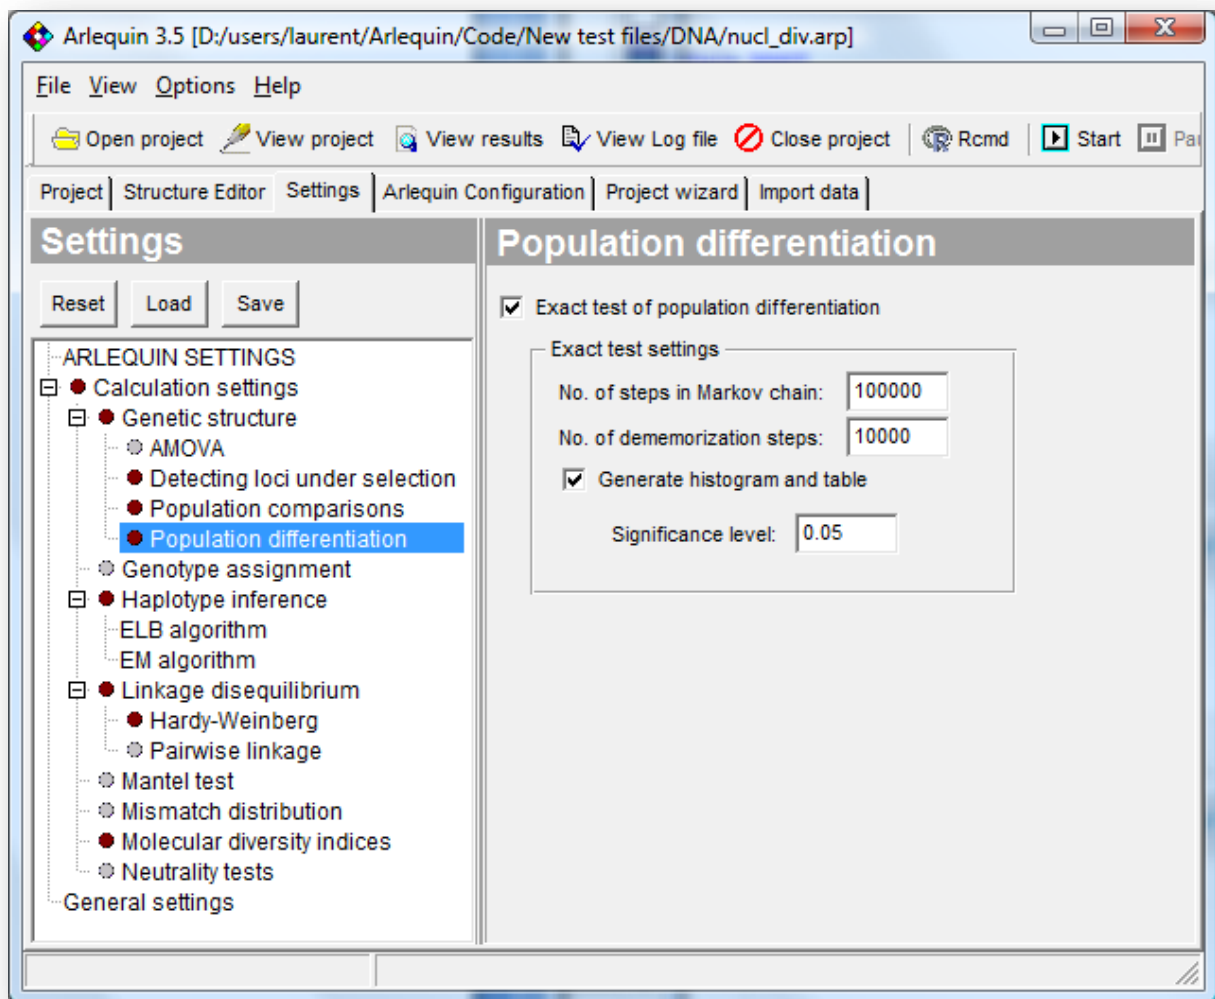 Arlequin 3.5 [D:/users/laurent/Arlequin/Code/New test files/DNA/nucl_div.arp]
File View Options Help
Open project View project View results View Log file Close project Rcmd Start
Project Structure Editor Settings Arlequin Configuration Project wizard Import data
Settings
Reset Load Save
ARLEQUIN SETTINGS
Calculation settings
Genetic structure
AMOVA
Detecting loci under selection
Population comparisons
Population differentiation
Genotype assignment
Haplotype inference
ELB algorithm
EM algorithm
Linkage disequilibrium
Hardy-Weinberg
Pairwise linkage
Mantel test
Mismatch distribution
Molecular diversity indices
Neutrality tests
General settings
Population differentiation
Exact test of population differentiation
Exact test settings
No. of steps in Markov chain: 100000
No. of dememorization steps: 10000
Generate histogram and table
Significance level: 0.05